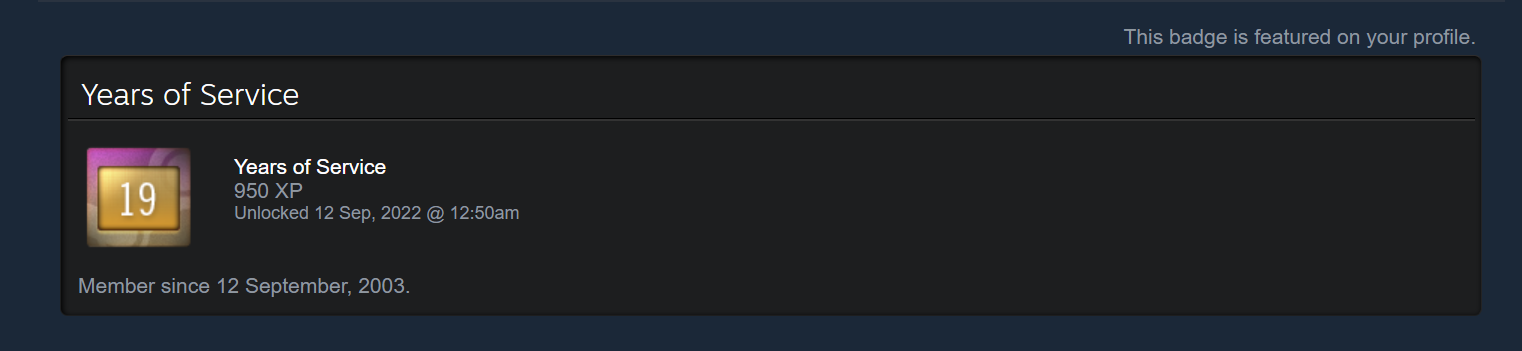 This badge is featured on your profile.
Years of Service
19
Years of Service
950 XP
Unlocked 12 Sep, 2022 @ 12:50am
Member since 12 September, 2003.